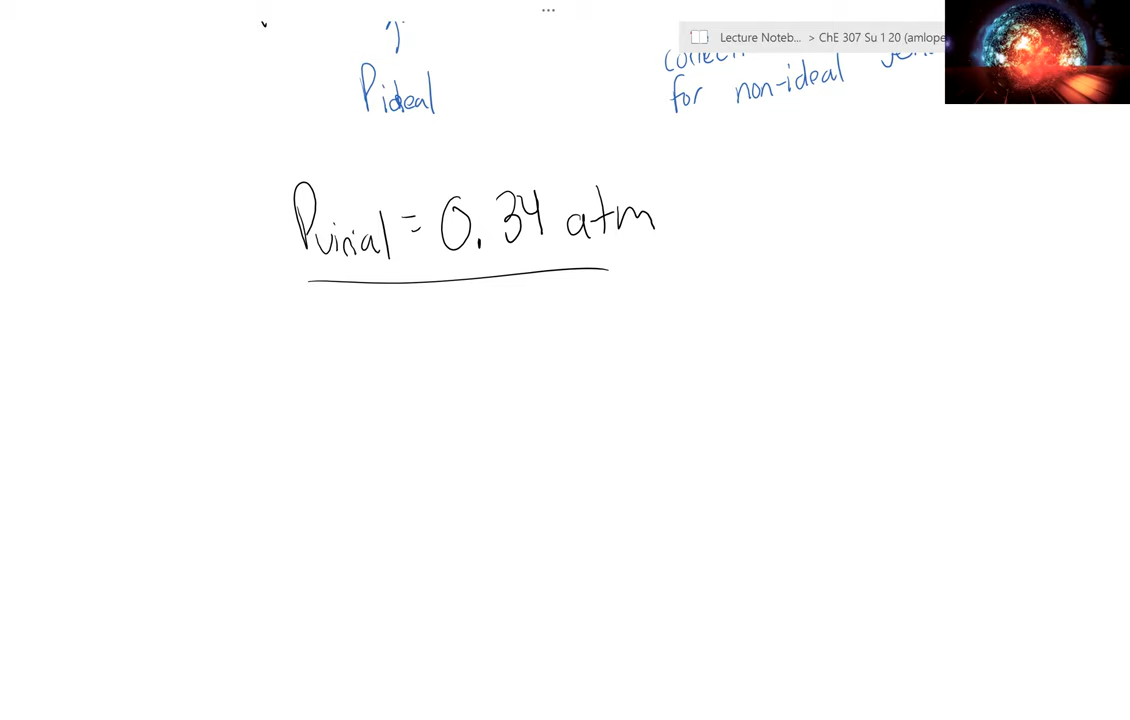 ...
Lecture Noteb... > ChE 307 Su 1 20 (amlope
Pideal
for non-ideal
Pvirial = 0.34 atm